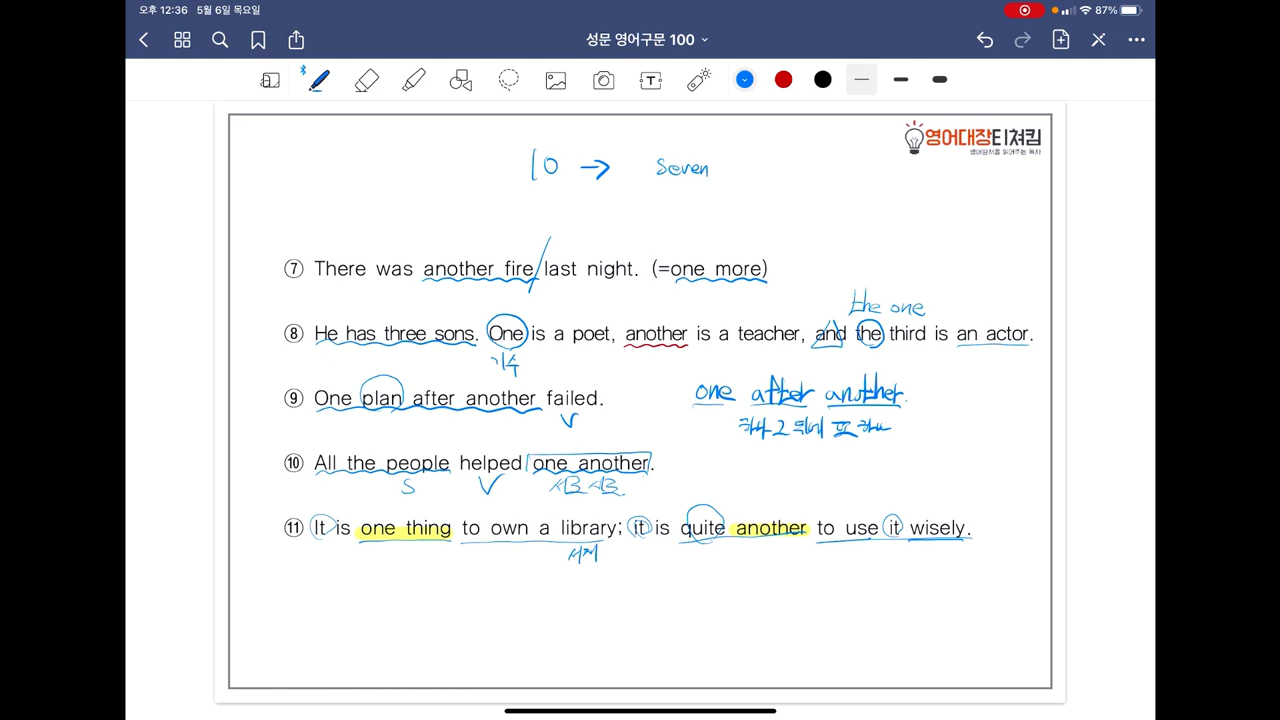 오후 12:36 5월 6일 목요일
87%
성문 영어구문 100
영어대장티쳐킴
10 → seven
⑦ There was another fire/last night. (=one more)
the one
⑧ He has three sons. One is a poet, another is a teacher, and the third is an actor.
기수
⑨ One plan after another failed.
one after another.
V
하나 그 뒤에 또 하나
⑩ All the people helped one another.
S V 서로서로.
⑪ It is one thing to own a library; it is quite another to use it wisely.
서재